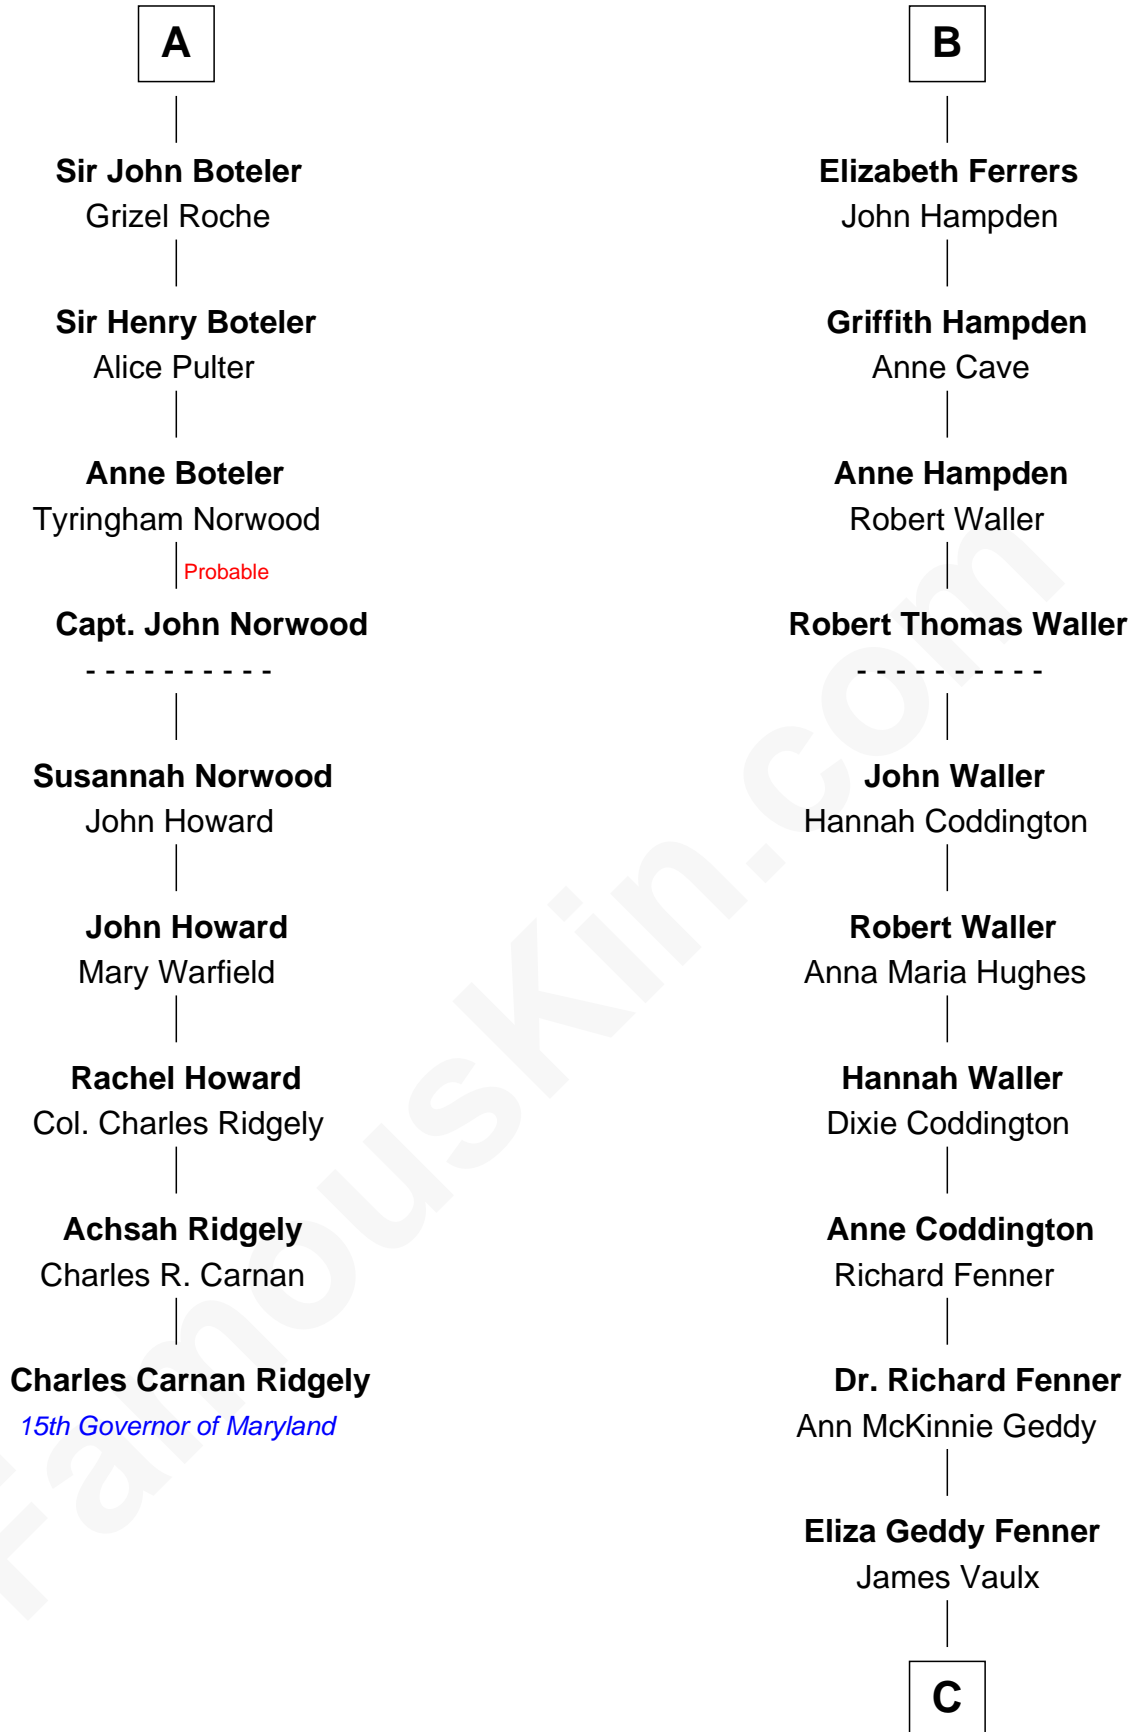 A
Sir John Boteler
Grizel Roche
Sir Henry Boteler
Alice Pulter
Anne Boteler
Tyringham Norwood
Probable
Capt. John Norwood
- - - - - - - - - -
Susannah Norwood
John Howard
John Howard
Mary Warfield
Rachel Howard
Col. Charles Ridgely
Achsah Ridgely
Charles R. Carnan
Charles Carnan Ridgely
15th Governor of Maryland
B
Elizabeth Ferrers
John Hampden
Griffith Hampden
Anne Cave
Anne Hampden
Robert Waller
Robert Thomas Waller
- - - - - - - - - -
John Waller
Hannah Coddington
Robert Waller
Anna Maria Hughes
Hannah Waller
Dixie Coddington
Anne Coddington
Richard Fenner
Dr. Richard Fenner
Ann McKinnie Geddy
Eliza Geddy Fenner
James Vaulx
C
FamousKin.com